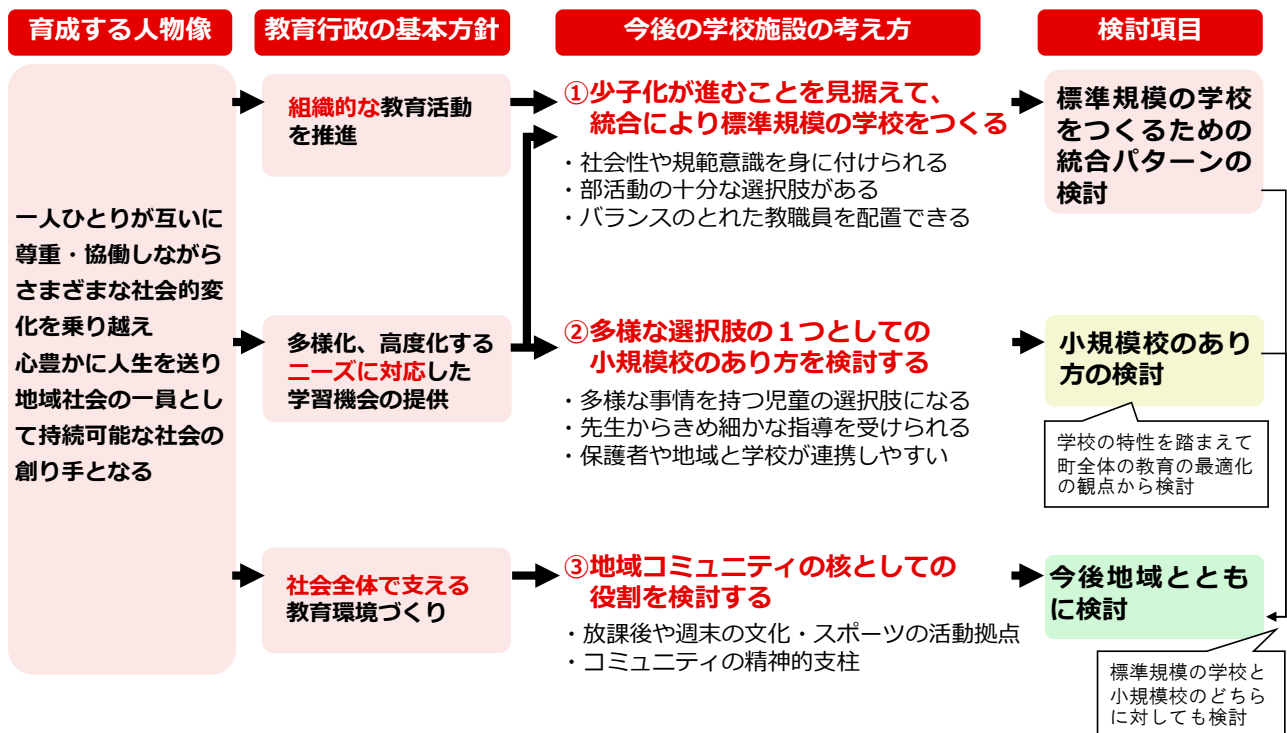 育成する人物像
教育行政の基本方針
今後の学校施設の考え方
検討項目
一人ひとりが互いに
尊重・協働しながら
さまざまな社会的変
化を乗り越え
心豊かに人生を送り
地域社会の一員とし
て持続可能な社会の
創り手となる
組織的な教育活動
を推進
①少子化が進むことを見据えて、
統合により標準規模の学校をつくる
・社会性や規範意識を身に付けられる
・部活動の十分な選択肢がある
・バランスのとれた教職員を配置できる
標準規模の学校
をつくるための
統合パターンの
検討
多様化、高度化する
ニーズに対応した
学習機会の提供
②多様な選択肢の１つとしての
小規模校のあり方を検討する
・多様な事情を持つ児童の選択肢になる
・先生からきめ細かな指導を受けられる
・保護者や地域と学校が連携しやすい
小規模校のあり
方の検討
学校の特性を踏まえて
町全体の教育の最適化
の観点から検討
社会全体で支える
教育環境づくり
③地域コミュニティの核としての
役割を検討する
・放課後や週末の文化・スポーツの活動拠点
・コミュニティの精神的支柱
今後地域ととも
に検討
標準規模の学校と
小規模校のどちら
に対しても検討